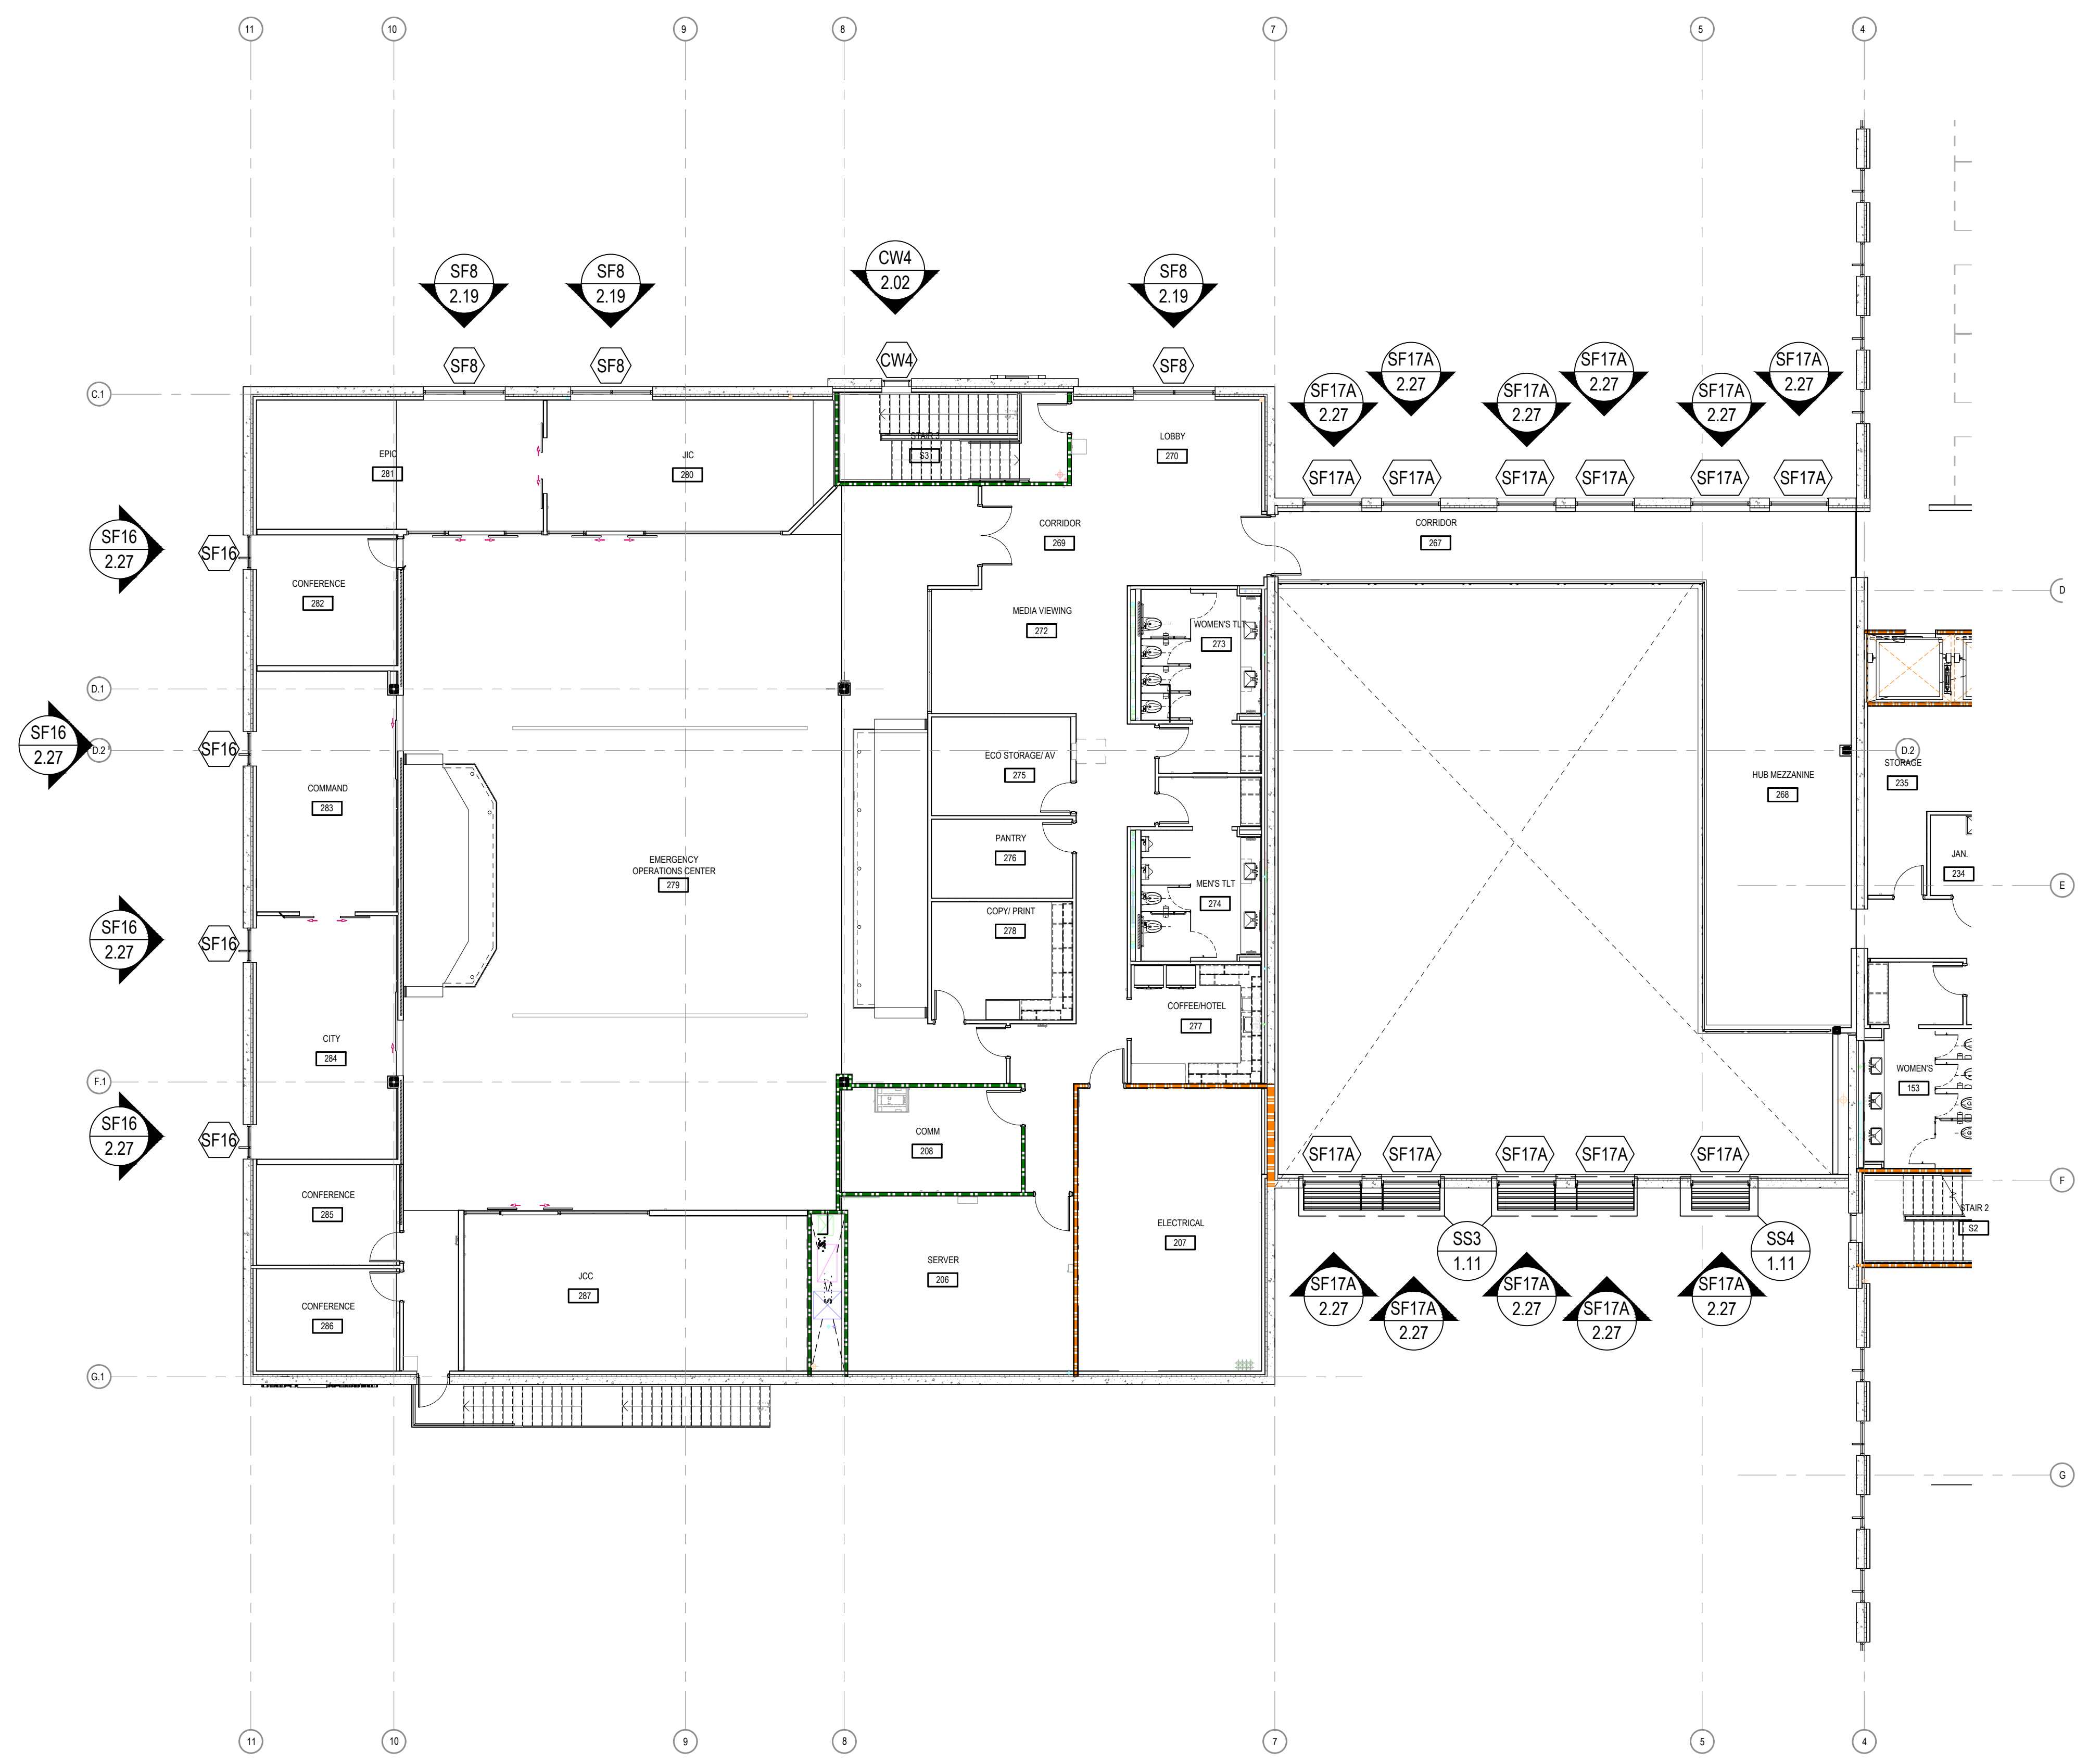 11
10
9
8
7
5
4
SF8
2.19
SF8
2.19
CW4
2.02
SF8
2.19
SF8
SF8
CW4
SF8
SF17A
2.27
SF17A
2.27
SF17A
2.27
SF17A
2.27
SF17A
2.27
SF17A
2.27
C.1
SF17A
SF17A
SF17A
SF17A
SF17A
SF17A
EPIC
281
JIC
280
STAIR 3
S3
LOBBY
270
CORRIDOR
269
CORRIDOR
267
SF16
2.27
SF16
CONFERENCE
282
MEDIA VIEWING
272
WOMEN'S TLT
273
D
D.1
SF16
2.27
D.2
SF16
COMMAND
283
ECO STORAGE/ AV
275
HUB MEZZANINE
268
D.2
STORAGE
235
EMERGENCY
OPERATIONS CENTER
279
PANTRY
276
MEN'S TLT
274
JAN.
234
E
COPY/ PRINT
278
SF16
2.27
SF16
CITY
284
COFFEE/HOTEL
277
F.1
WOMEN'S
153
SF16
2.27
SF16
COMM
208
SF17A
SF17A
SF17A
SF17A
SF17A
F
CONFERENCE
285
ELECTRICAL
207
STAIR 2
S2
SERVER
206
JCC
287
CONFERENCE
286
SS3
1.11
SS4
1.11
SF17A
2.27
SF17A
2.27
SF17A
2.27
SF17A
2.27
SF17A
2.27
G.1
G
11
10
9
8
7
5
4